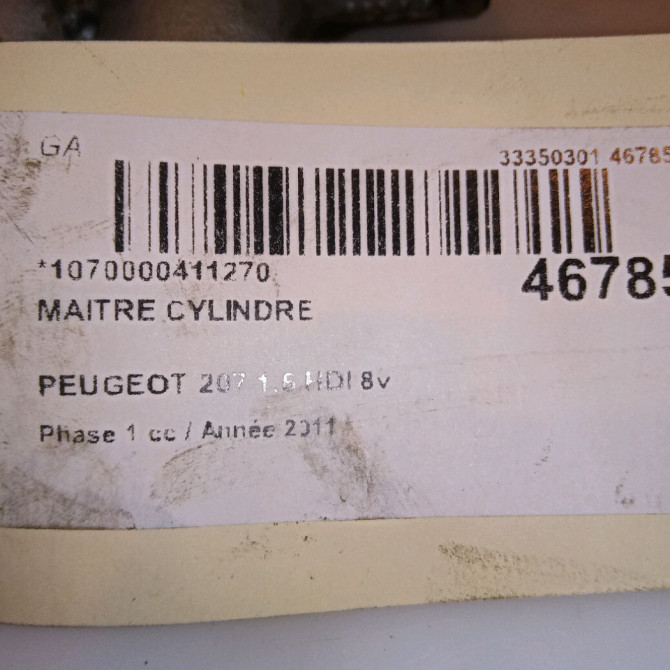 GA
33350301 46785
*1070000411270
46785
MAITRE CYLINDRE
PEUGEOT 207 1.6 HDI 8v
Phase 1 cc / Année 2011